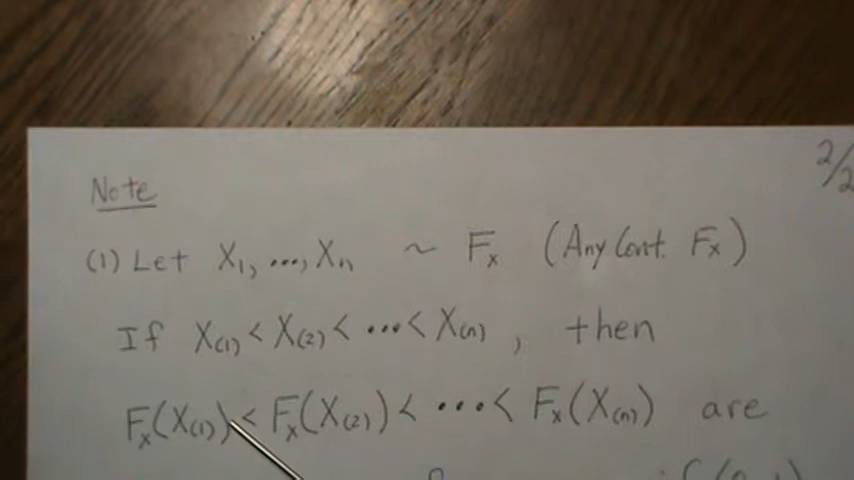 2/2
Note
(1) Let X₁, ..., Xₙ ~ Fₓ (Any Cont. Fₓ)
If X₍₁₎ < X₍₂₎ < ... < X₍ₙ₎, then
Fₓ(X₍₁₎) < Fₓ(X₍₂₎) < ... < Fₓ(X₍ₙ₎) are